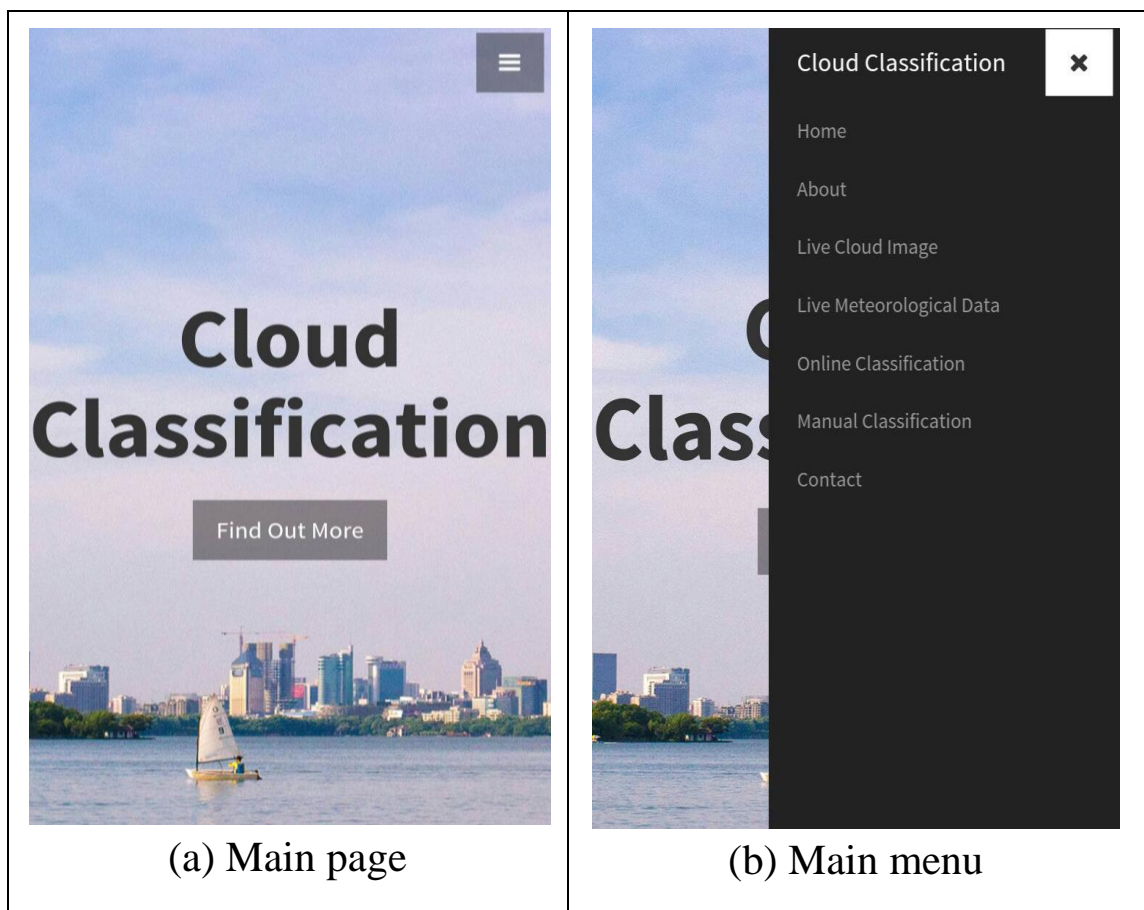 Cloud
Classification
Find Out More
(a) Main page
Cloud Classification
Home
About
Live Cloud Image
Live Meteorological Data
Online Classification
Manual Classification
Contact
C
Class
(b) Main menu